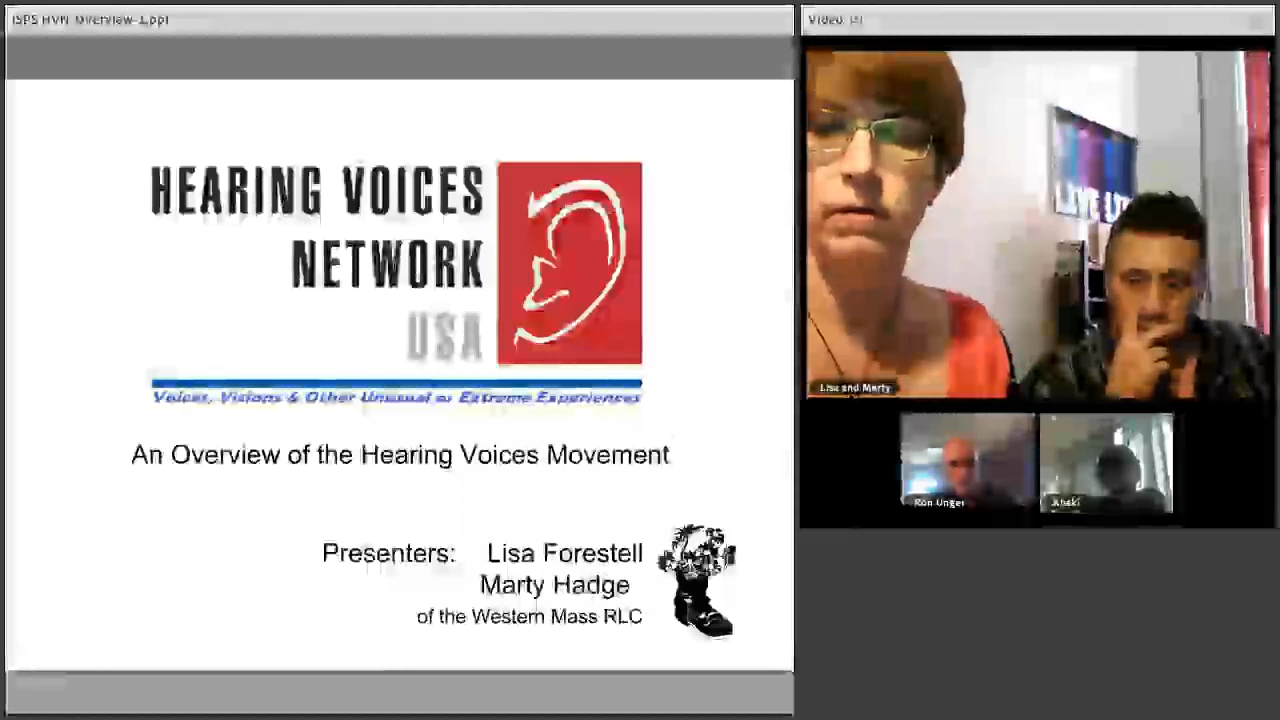 ISPS HVN Overview-1.ppt
HEARING VOICES
NETWORK
USA
Voices, Visions & Other Unusual or Extreme Experiences
An Overview of the Hearing Voices Movement
Presenters: Lisa Forestell
Marty Hadge
of the Western Mass RLC
Video
LIVE
Lisa and Marty
Ron Unger